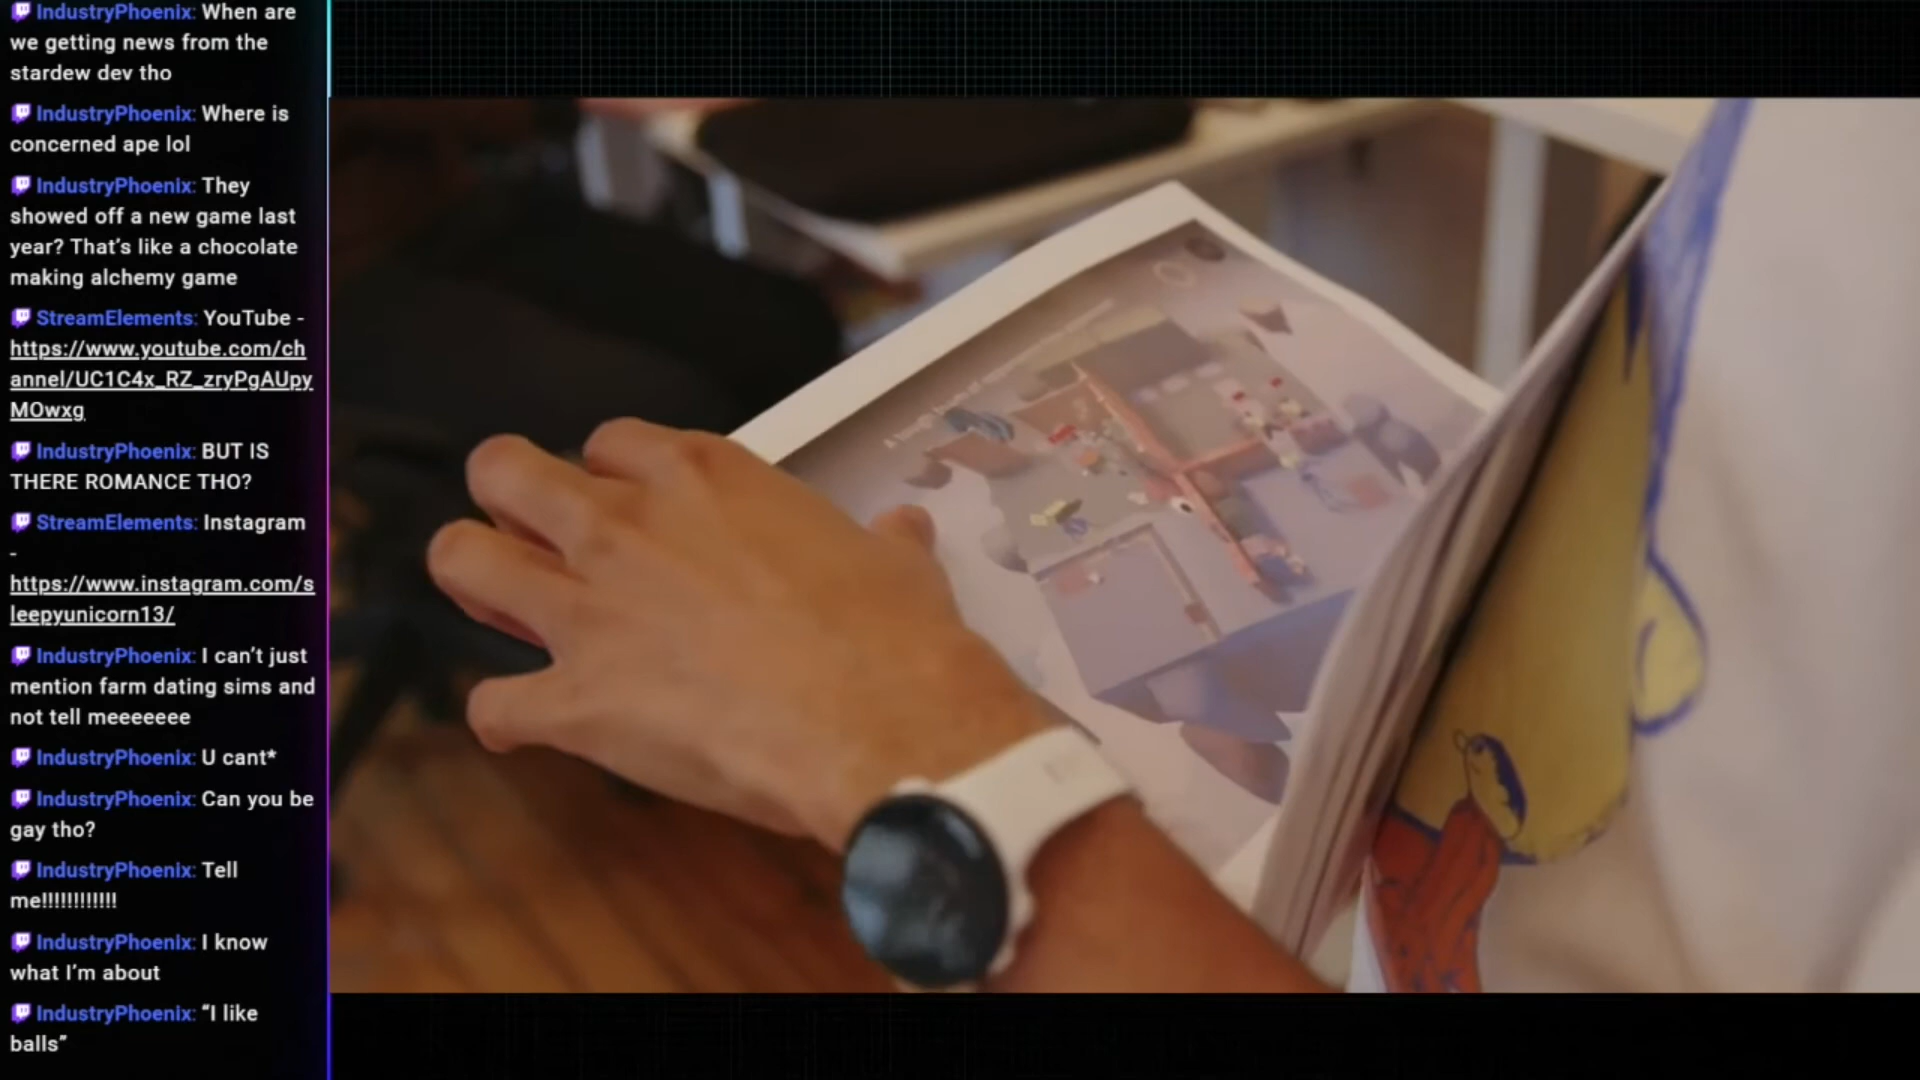 IndustryPhoenix: When are
we getting news from the
stardew dev tho
IndustryPhoenix: Where is
concerned ape lol
IndustryPhoenix: They
showed off a new game last
year? That's like a chocolate
making alchemy game
StreamElements: YouTube -
https://www.youtube.com/ch
annel/UC1C4x_RZ_zryPgAUpy
MOwxg
IndustryPhoenix: BUT IS
THERE ROMANCE THO?
StreamElements: Instagram
-
https://www.instagram.com/s
leepyunicorn13/
IndustryPhoenix: I can't just
mention farm dating sims and
not tell meeeeeee
IndustryPhoenix: U cant*
IndustryPhoenix: Can you be
gay tho?
IndustryPhoenix: Tell
me!!!!!!!!!!!!
IndustryPhoenix: I know
what I'm about
IndustryPhoenix: “I like
balls”